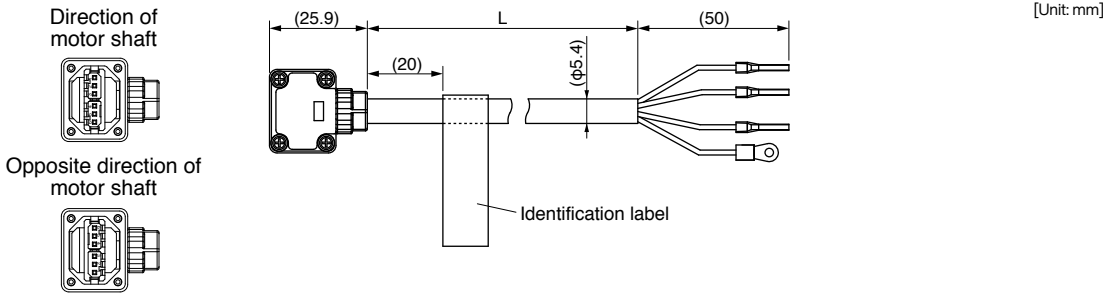 [Unit: mm]
Direction of
motor shaft
(25.9)
L
(50)
(20)
(φ5.4)
Opposite direction of
motor shaft
Identification label